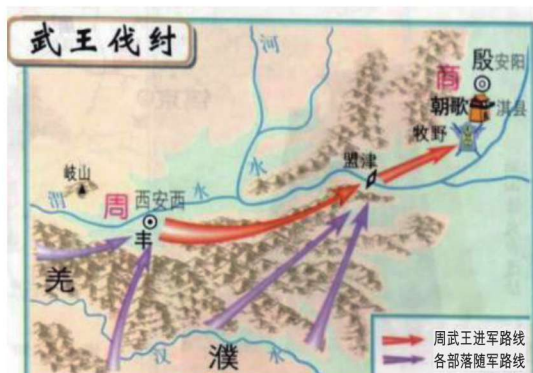 武王伐纣
河
殷 安阳
商
朝歌 淇县
牧野
盟津
水
岐山
渭
周
西安西
水
丰
羌
汉
濮
水
周武王进军路线
各部落随军路线